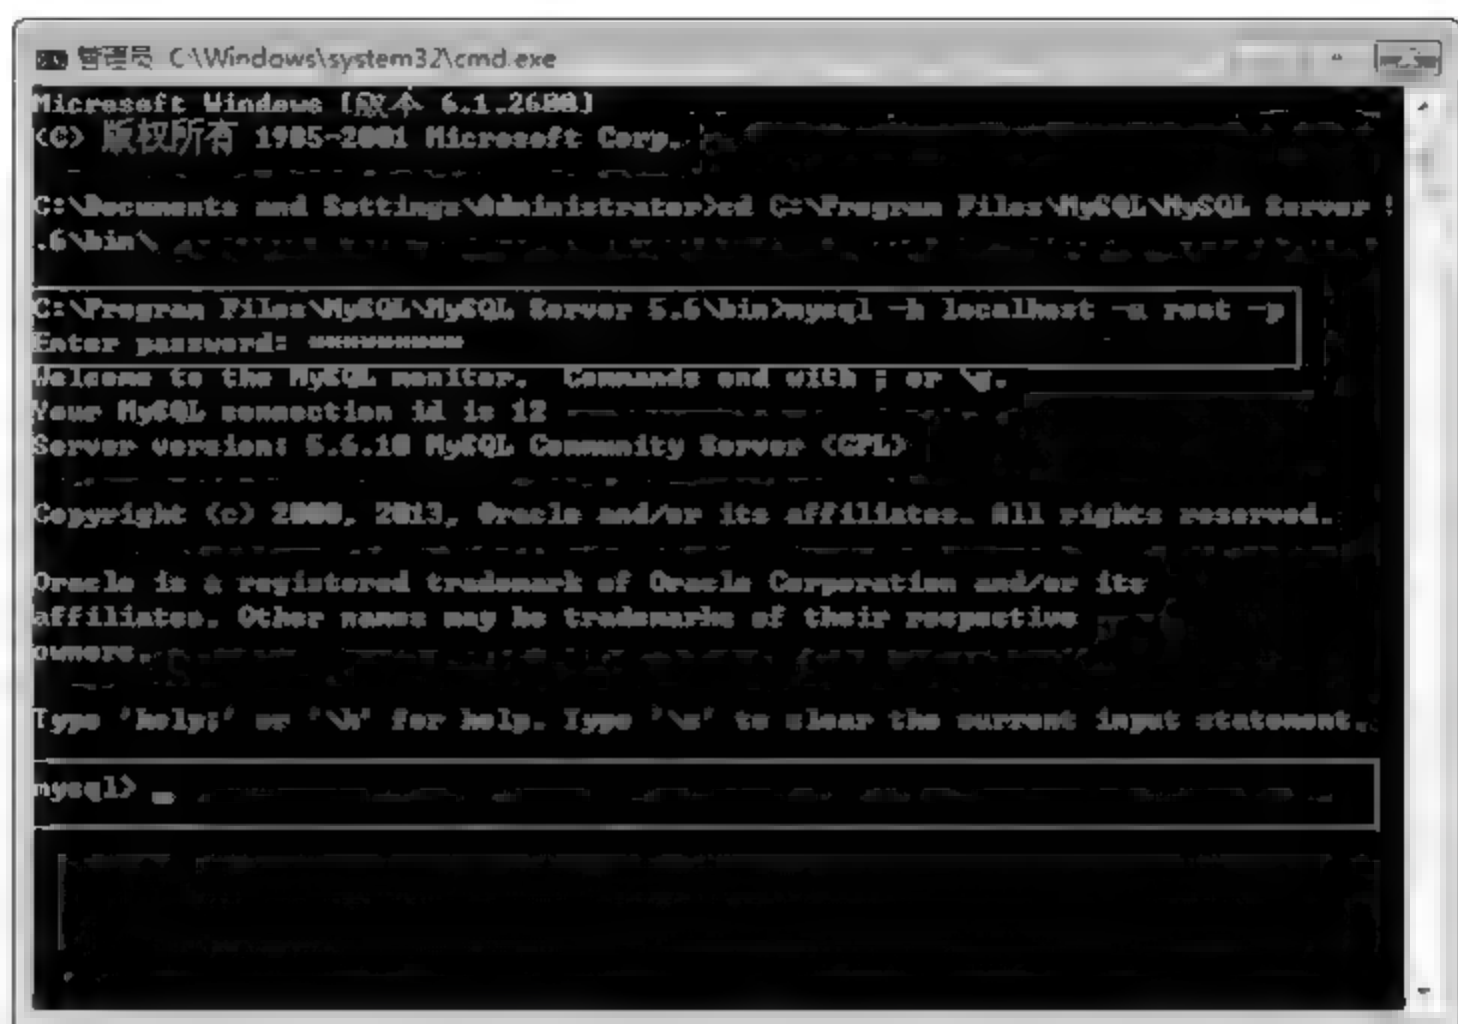 管理员 C:\Windows\system32\cmd.exe
Microsoft Windows [版本 6.1.2600]
(C) 版权所有 1985-2001 Microsoft Corp.
C:\Documents and Settings\Administrator>cd C:\Program Files\MySQL\MySQL Server 5
.6\bin\
C:\Program Files\MySQL\MySQL Server 5.6\bin>mysql -h localhost -u root -p
Enter password: *********
Welcome to the MySQL monitor.  Commands end with ; or \g.
Your MySQL connection id is 12
Server version: 5.6.10 MySQL Community Server (GPL)
Copyright (c) 2000, 2013, Oracle and/or its affiliates. All rights reserved.
Oracle is a registered trademark of Oracle Corporation and/or its
affiliates. Other names may be trademarks of their respective
owners.
Type 'help;' or '\h' for help. Type '\c' to clear the current input statement.
mysql> _